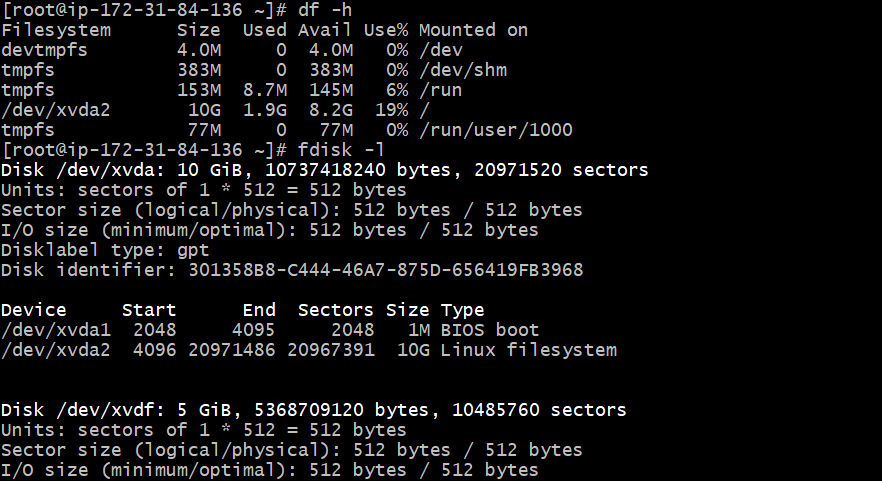 [root@ip-172-31-84-136 ~]# df -h
Filesystem      Size  Used Avail Use% Mounted on
devtmpfs        4.0M     0  4.0M   0% /dev
tmpfs           383M     0  383M   0% /dev/shm
tmpfs           153M  8.7M  145M   6% /run
/dev/xvda2       10G  1.9G  8.2G  19% /
tmpfs            77M     0   77M   0% /run/user/1000
[root@ip-172-31-84-136 ~]# fdisk -l
Disk /dev/xvda: 10 GiB, 10737418240 bytes, 20971520 sectors
Units: sectors of 1 * 512 = 512 bytes
Sector size (logical/physical): 512 bytes / 512 bytes
I/O size (minimum/optimal): 512 bytes / 512 bytes
Disklabel type: gpt
Disk identifier: 301358B8-C444-46A7-875D-656419FB3968
Device     Start      End  Sectors Size Type
/dev/xvda1  2048     4095     2048   1M BIOS boot
/dev/xvda2  4096 20971486 20967391  10G Linux filesystem
Disk /dev/xvdf: 5 GiB, 5368709120 bytes, 10485760 sectors
Units: sectors of 1 * 512 = 512 bytes
Sector size (logical/physical): 512 bytes / 512 bytes
I/O size (minimum/optimal): 512 bytes / 512 bytes